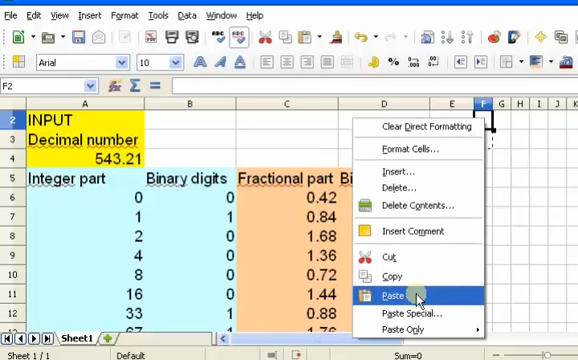 File Edit View Insert Format Tools Data Window Help
Arial 10
F2
A B C D E F G H I J K
2 INPUT
3 Decimal number
4 543.21
5 Integer part Binary digits Fractional part
6 0 0 0.42
7 1 1 0.84
8 2 0 1.68
9 4 0 1.36
10 8 0 0.72
11 16 0 1.44
12 33 1 0.88
67 1 1.76
Clear Direct Formatting
Format Cells...
Insert...
Delete...
Delete Contents...
Insert Comment
Cut
Copy
Paste
Paste Special...
Paste Only
Sheet1
Sheet 1 / 1 Default Sum=0